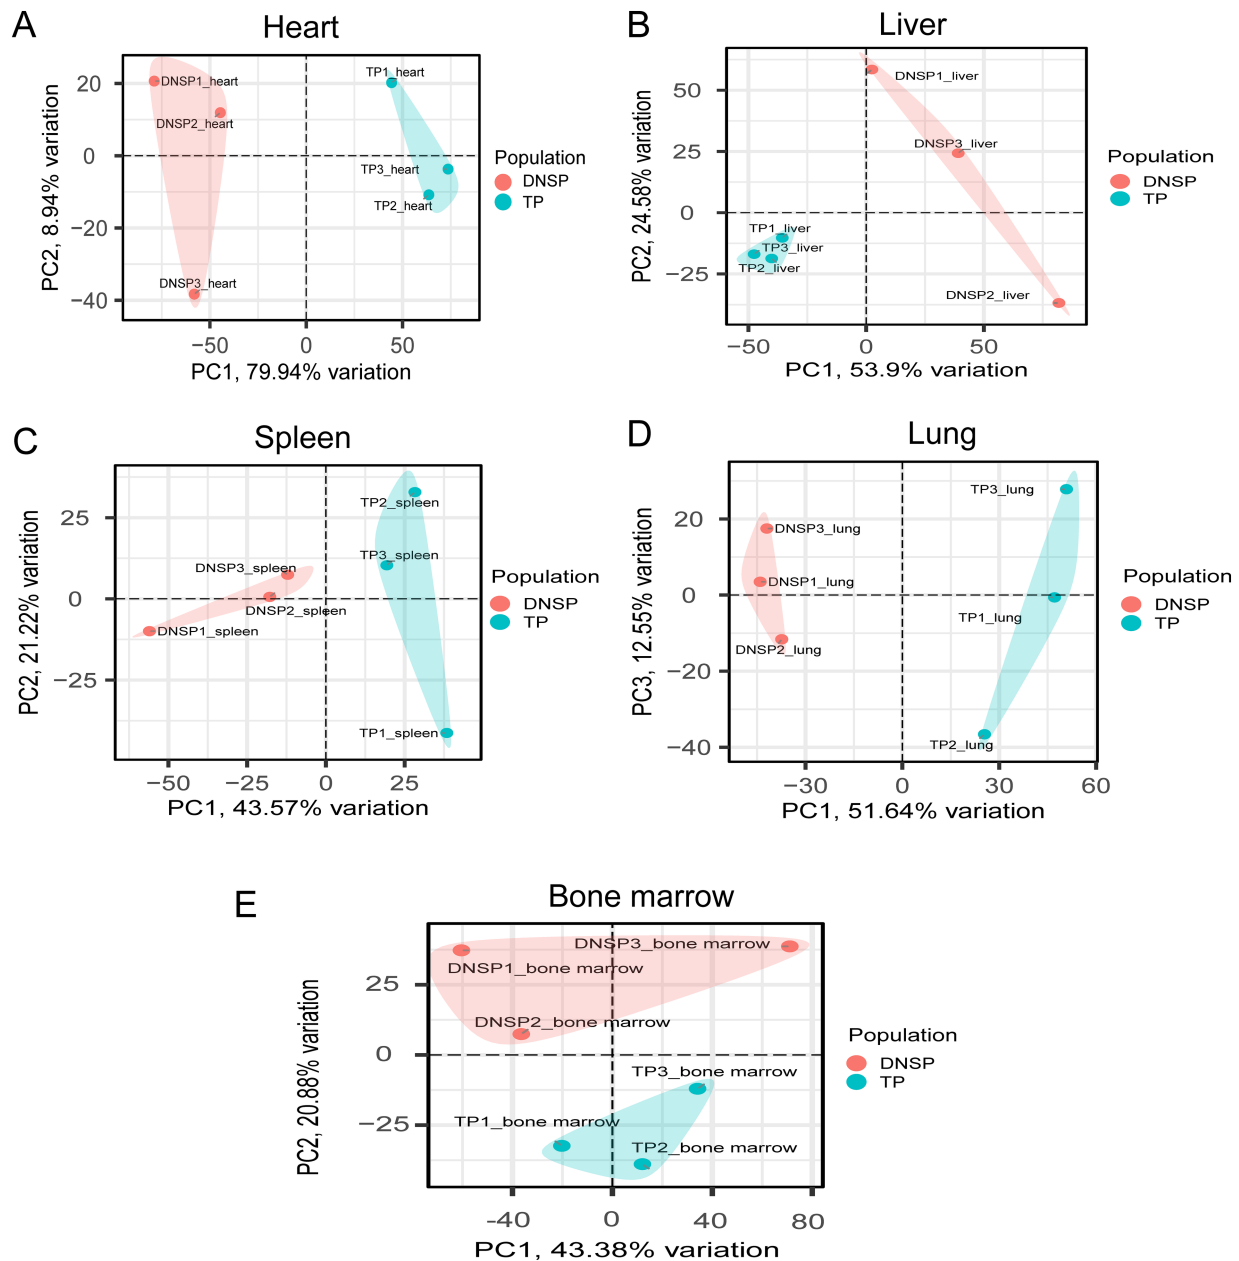 A
Heart
PC2, 8.94% variation
20
0
−20
−40
DNSP1_heart
DNSP2_heart
DNSP3_heart
TP1_heart
TP3_heart
TP2_heart
−50
0
50
PC1, 79.94% variation
Population
DNSP
TP
B
Liver
PC2, 24.58% variation
50
25
0
−25
DNSP1_liver
DNSP3_liver
DNSP2_liver
TP1_liver
TP3_liver
TP2_liver
−50
0
50
PC1, 53.9% variation
Population
DNSP
TP
C
Spleen
PC2, 21.22% variation
25
0
−25
TP2_spleen
TP3_spleen
DNSP3_spleen
DNSP2_spleen
DNSP1_spleen
TP1_spleen
−50
−25
0
25
PC1, 43.57% variation
Population
DNSP
TP
D
Lung
PC3, 12.55% variation
20
0
−20
−40
TP3_lung
DNSP3_lung
DNSP1_lung
TP1_lung
DNSP2_lung
TP2_lung
−30
0
30
60
PC1, 51.64% variation
Population
DNSP
TP
E
Bone marrow
PC2, 20.88% variation
25
0
−25
DNSP3_bone marrow
DNSP1_bone marrow
DNSP2_bone marrow
TP3_bone marrow
TP1_bone marrow
TP2_bone marrow
-40
0
40
80
PC1, 43.38% variation
Population
DNSP
TP